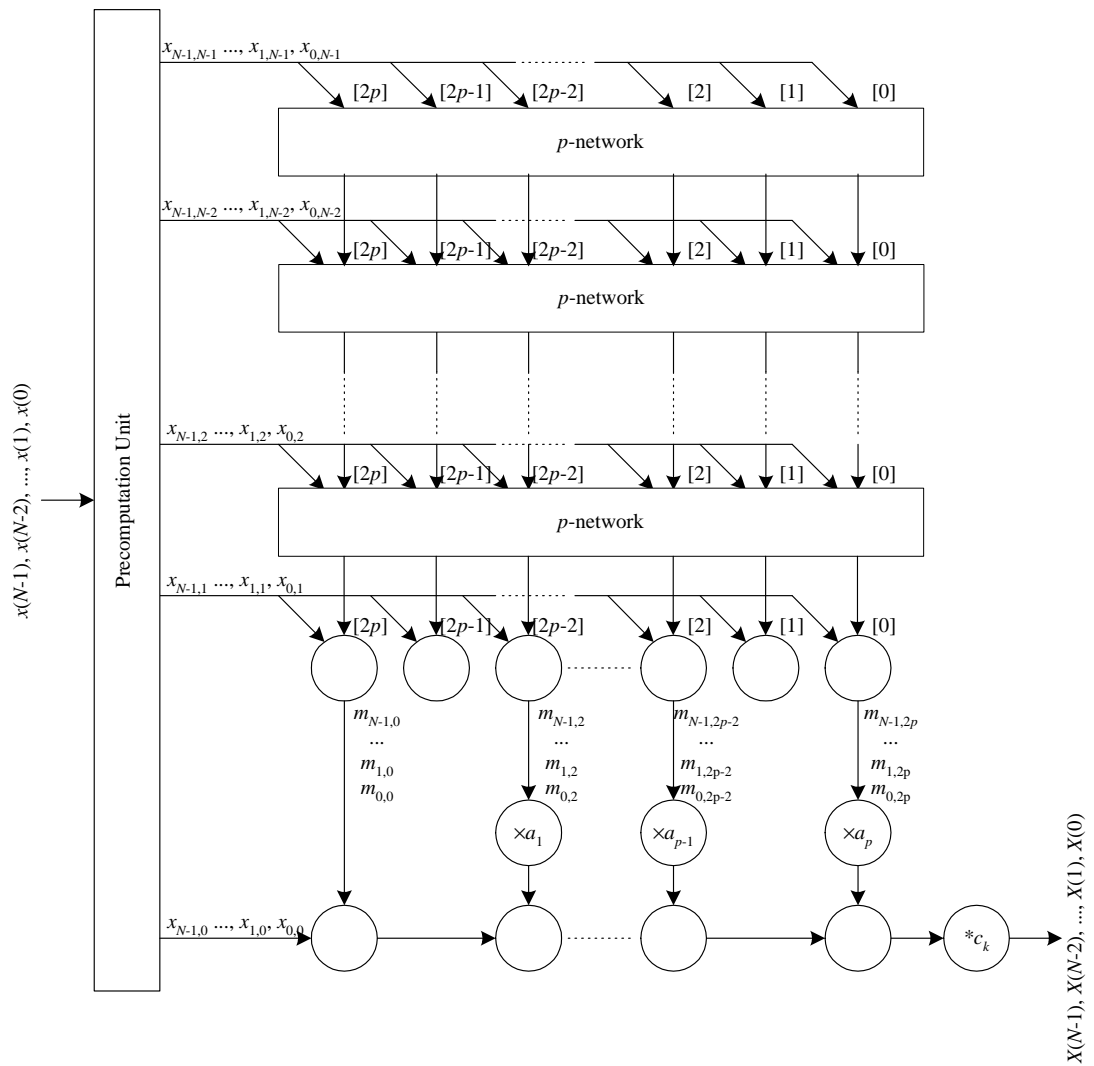 x(N-1), x(N-2), ..., x(1), x(0)
Precomputation Unit
x_{N-1,N-1} ..., x_{1,N-1}, x_{0,N-1}
[2p] [2p-1] [2p-2] [2] [1] [0]
p-network
x_{N-1,N-2} ..., x_{1,N-2}, x_{0,N-2}
[2p] [2p-1] [2p-2] [2] [1] [0]
p-network
x_{N-1,2} ..., x_{1,2}, x_{0,2}
[2p] [2p-1] [2p-2] [2] [1] [0]
p-network
x_{N-1,1} ..., x_{1,1}, x_{0,1}
[2p] [2p-1] [2p-2] [2] [1] [0]
m_{N-1,0} m_{N-1,2} m_{N-1,2p-2} m_{N-1,2p}
... ... ... ...
m_{1,0} m_{1,2} m_{1,2p-2} m_{1,2p}
m_{0,0} m_{0,2} m_{0,2p-2} m_{0,2p}
×a_1 ×a_{p-1} ×a_p
x_{N-1,0} ..., x_{1,0}, x_{0,0}
*c_k
X(N-1), X(N-2), ..., X(1), X(0)